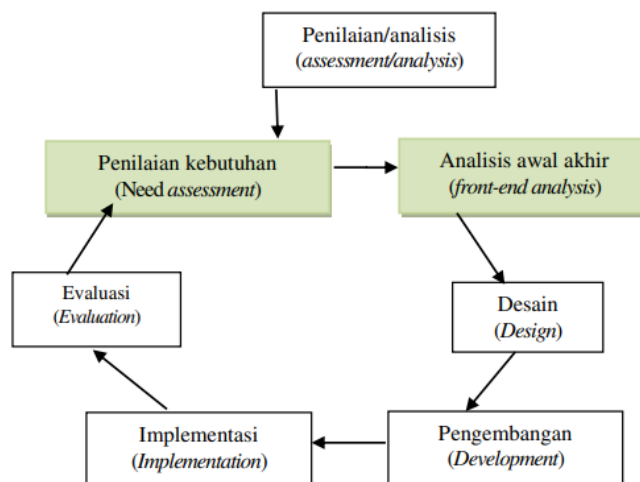 Penilaian/analisis
(assessment/analysis)
Penilaian kebutuhan
(Need assessment)
Analisis awal akhir
(front-end analysis)
Evaluasi
(Evaluation)
Desain
(Design)
Implementasi
(Implementation)
Pengembangan
(Development)